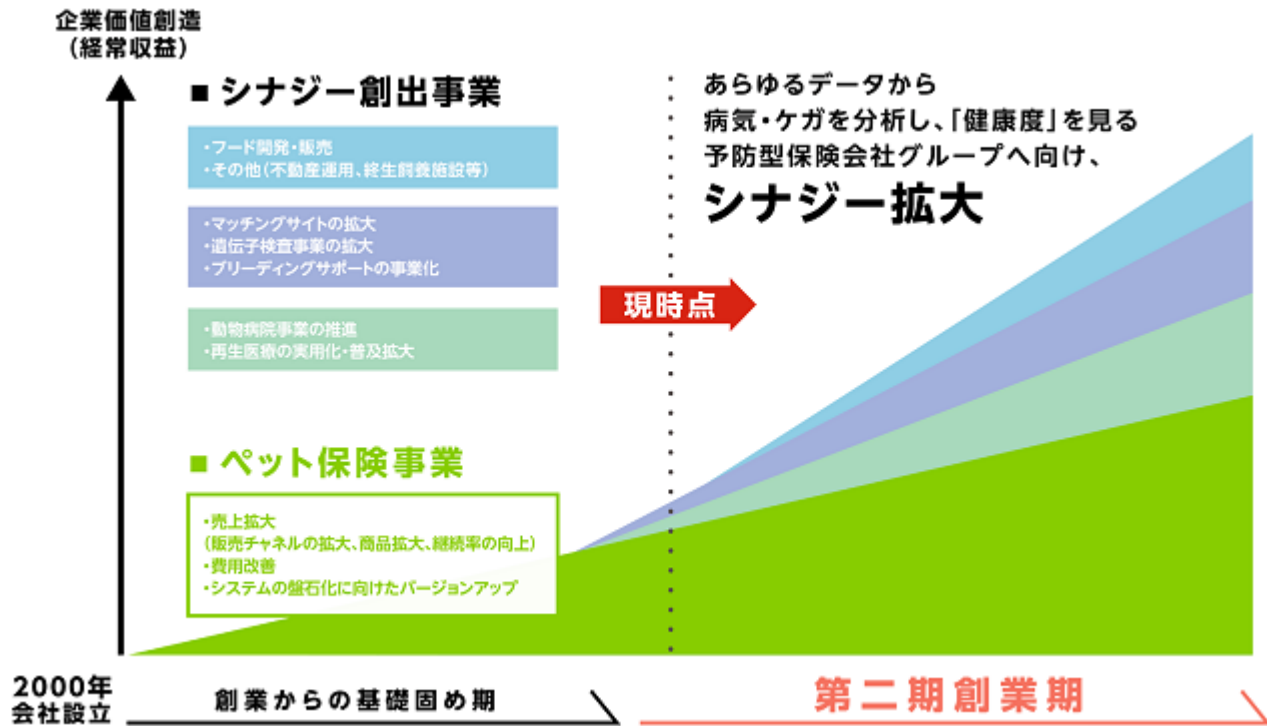 企業価値創造
(経常収益)
■ シナジー創出事業
・フード開発・販売
・その他(不動産運用、終生飼養施設等)
・マッチングサイトの拡大
・遺伝子検査事業の拡大
・ブリーディングサポートの事業化
・動物病院事業の推進
・再生医療の実用化・普及拡大
■ ペット保険事業
・売上拡大
(販売チャネルの拡大、商品拡大、継続率の向上)
・費用改善
・システムの盤石化に向けたバージョンアップ
あらゆるデータから
病気・ケガを分析し、「健康度」を見る
予防型保険会社グループへ向け、
シナジー拡大
現時点
2000年
会社設立
創業からの基礎固め期
第二期創業期